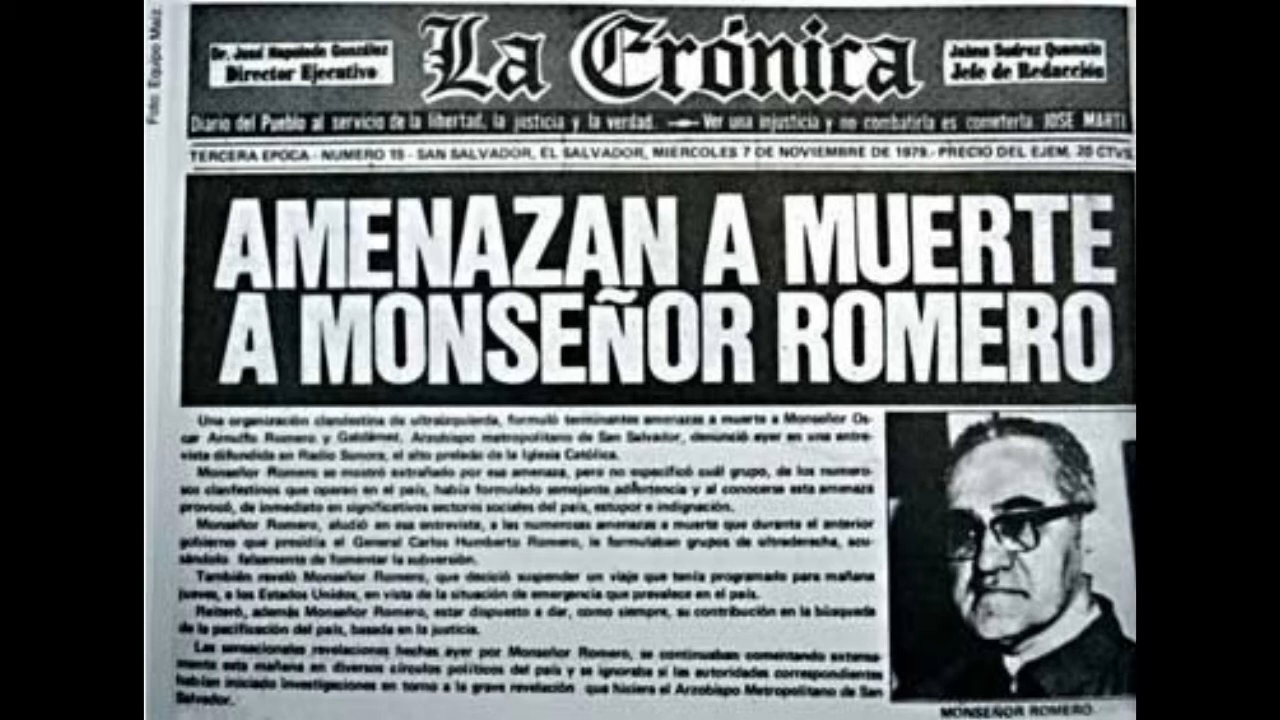 Foto: Equipo Maíz.
Dr. José Napoleón González
Director Ejecutivo
La Crónica
Jaime Suárez Quemain
Jefe de Redacción
Diario del Pueblo al servicio de la libertad, la justicia y la verdad. — Ver una injusticia y no combatirla es cometerla. JOSE MARTI
TERCERA EPOCA - NUMERO 15 - SAN SALVADOR, EL SALVADOR, MIERCOLES 7 DE NOVIEMBRE DE 1979.- PRECIO DEL EJEM. 20 CTVS
AMENAZAN A MUERTE
A MONSEÑOR ROMERO
Una organización clandestina de ultraizquierda, formuló terminantes amenazas a muerte a Monseñor Os-
car Arnulfo Romero y Galdámez, Arzobispo metropolitano de San Salvador, denunció ayer en una entre-
vista difundida en Radio Sonora, el alto prelado de la Iglesia Católica.
Monseñor Romero se mostró extrañado por esa amenaza, pero no especificó cuál grupo, de los numero-
sos clandestinos que operan en el país, había formulado semejante advertencia y al conocerse esta amenaza
provocó, de inmediato en significativos sectores sociales del país, estupor e indignación.
Monseñor Romero, aludió en esa entrevista, a las numerosas amenazas a muerte que durante el anterior
gobierno que presidía el General Carlos Humberto Romero, le formulaban grupos de ultraderecha, acu-
sándolo falsamente de fomentar la subversión.
También reveló Monseñor Romero, que decidió suspender un viaje que tenía programado para mañana
jueves, a los Estados Unidos, en vista de la situación de emergencia que prevalece en el país.
Reiteró, además Monseñor Romero, estar dispuesto a dar, como siempre, su contribución en la búsqueda
de la pacificación del país, basada en la justicia.
Las sensacionales revelaciones hechas ayer por Monseñor Romero, se continuaban comentando extensa-
mente esta mañana en diversos círculos políticos del país y se ignoraba si las autoridades correspondientes
habían iniciado investigaciones en torno a la grave revelación que hiciera el Arzobispo Metropolitano de San
Salvador.
MONSEÑOR ROMERO